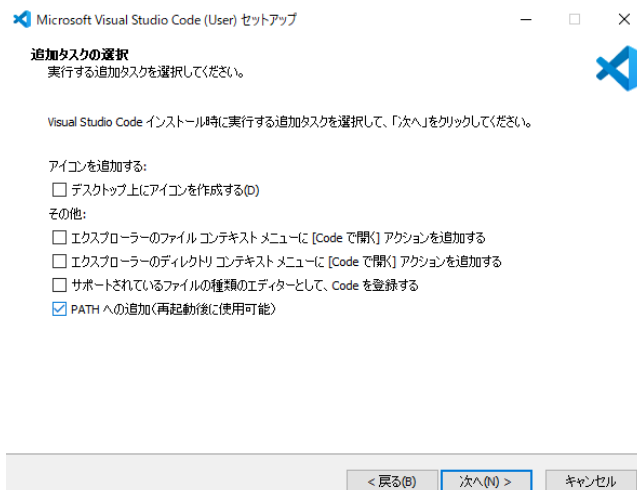 Microsoft Visual Studio Code (User) セットアップ
追加タスクの選択
実行する追加タスクを選択してください。
Visual Studio Code インストール時に実行する追加タスクを選択して、「次へ」をクリックしてください。
アイコンを追加する:
デスクトップ上にアイコンを作成する(D)
その他:
エクスプローラーのファイル コンテキスト メニューに [Code で開く] アクションを追加する
エクスプローラーのディレクトリ コンテキスト メニューに [Code で開く] アクションを追加する
サポートされているファイルの種類のエディターとして、Code を登録する
PATH への追加(再起動後に使用可能)
< 戻る(B) 次へ(N) > キャンセル